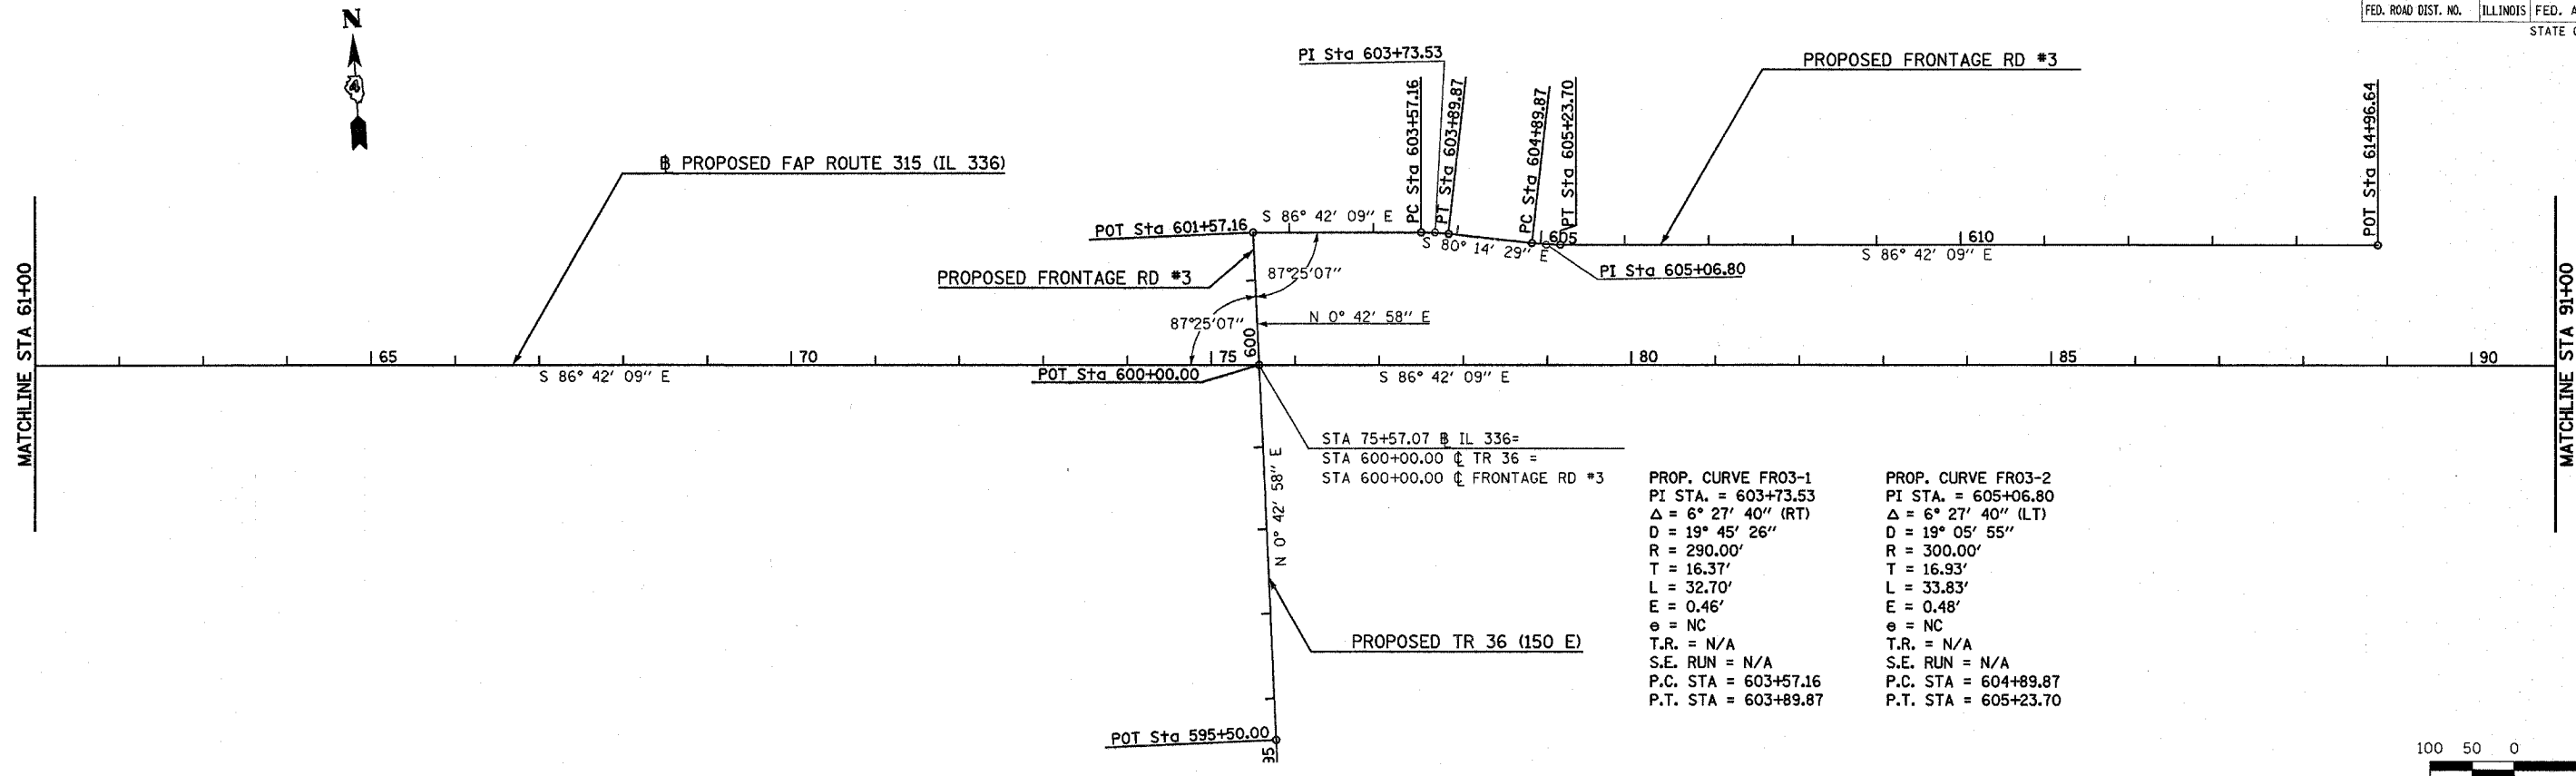 FED. ROAD DIST. NO. ILLINOIS FED. A
STATE
N
4
PI Sta 603+73.53
PC Sta 603+57.16
PT Sta 603+89.87
PC Sta 604+89.87
PT Sta 605+23.70
PROPOSED FRONTAGE RD #3
POT Sta 614+96.64
℔ PROPOSED FAP ROUTE 315 (IL 336)
POT Sta 601+57.16
S 86° 42' 09" E
S 80° 14' 29" E
605
610
S 86° 42' 09" E
PI Sta 605+06.80
PROPOSED FRONTAGE RD #3
87°25'07"
87°25'07"
N 0° 42' 58" E
600
MATCHLINE STA 61+00
65
70
75
80
85
90
MATCHLINE STA 91+00
S 86° 42' 09" E
POT Sta 600+00.00
S 86° 42' 09" E
STA 75+57.07 ℔ IL 336=
STA 600+00.00 ℄ TR 36 =
STA 600+00.00 ℄ FRONTAGE RD #3
N 0° 42' 58" E
PROPOSED TR 36 (150 E)
POT Sta 595+50.00
95
PROP. CURVE FR03-1
PI STA. = 603+73.53
Δ = 6° 27' 40" (RT)
D = 19° 45' 26"
R = 290.00'
T = 16.37'
L = 32.70'
E = 0.46'
e = NC
T.R. = N/A
S.E. RUN = N/A
P.C. STA = 603+57.16
P.T. STA = 603+89.87
PROP. CURVE FR03-2
PI STA. = 605+06.80
Δ = 6° 27' 40" (LT)
D = 19° 05' 55"
R = 300.00'
T = 16.93'
L = 33.83'
E = 0.48'
e = NC
T.R. = N/A
S.E. RUN = N/A
P.C. STA = 604+89.87
P.T. STA = 605+23.70
100 50 0